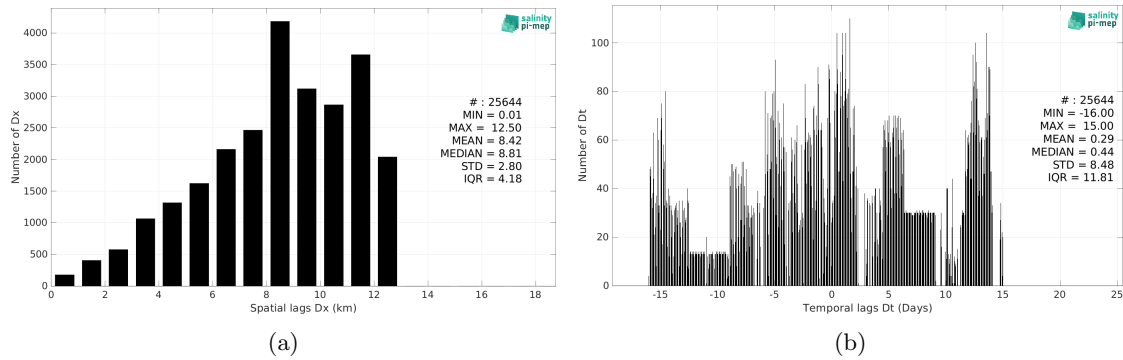 4000
3500
3000
2500
2000
1500
1000
500
0
Number of Dx
0
2
4
6
8
10
12
14
16
18
Spatial lags Dx (km)
salinity
pi-mep
# : 25644
MIN = 0.01
MAX = 12.50
MEAN = 8.42
MEDIAN = 8.81
STD = 2.80
IQR = 4.18
(a)
100
80
60
40
20
0
Number of Dt
-15
-10
-5
0
5
10
15
20
25
Temporal lags Dt (Days)
salinity
pi-mep
# : 25644
MIN = -16.00
MAX = 15.00
MEAN = 0.29
MEDIAN = 0.44
STD = 8.48
IQR = 11.81
(b)